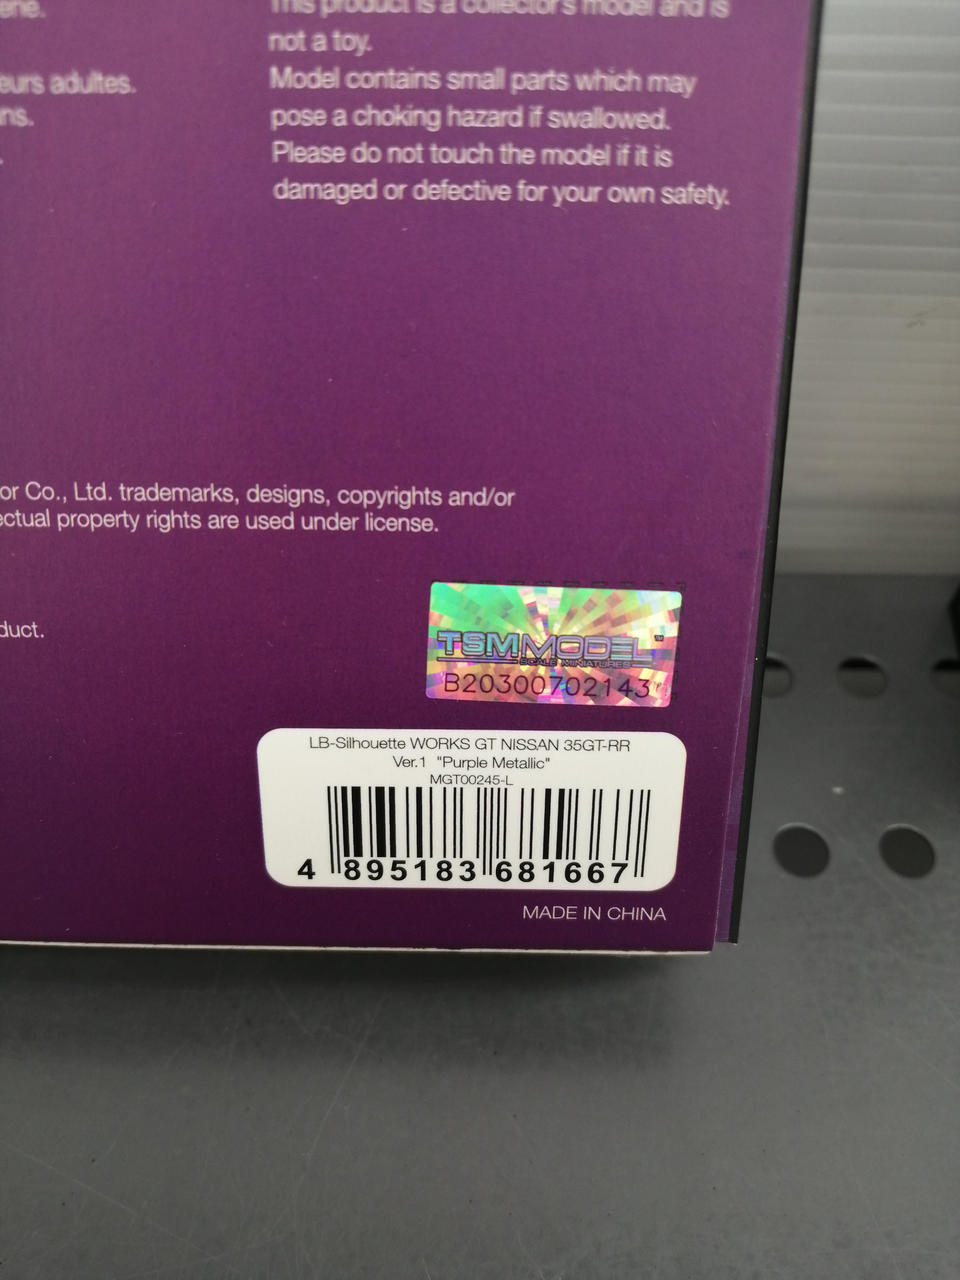 eurs adultes.
ns.
This product is a collector's model and is
not a toy.
Model contains small parts which may
pose a choking hazard if swallowed.
Please do not touch the model if it is
damaged or defective for your own safety.
or Co., Ltd. trademarks, designs, copyrights and/or
ectual property rights are used under license.
duct.
TSM MODEL™
SCALE MINIATURES
B20300702143
LB-Silhouette WORKS GT NISSAN 35GT-RR
Ver.1 "Purple Metallic"
MGT00245-L
4 895183 681667
MADE IN CHINA